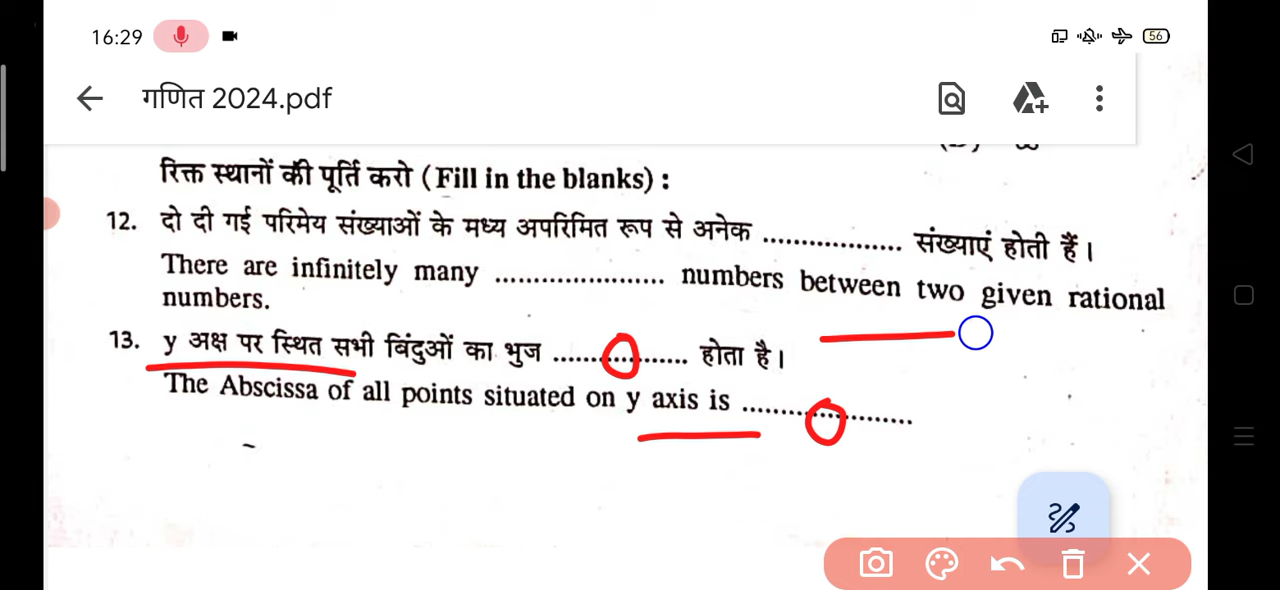 16:29 56
गणित 2024.pdf
रिक्त स्थानों की पूर्ति करो (Fill in the blanks) :
12. दो दी गई परिमेय संख्याओं के मध्य अपरिमित रूप से अनेक .................. संख्याएं होती हैं।
There are infinitely many ...................... numbers between two given rational
numbers.
13. y अक्ष पर स्थित सभी बिंदुओं का भुज ......0......... होता है।
The Abscissa of all points situated on y axis is .........0...........